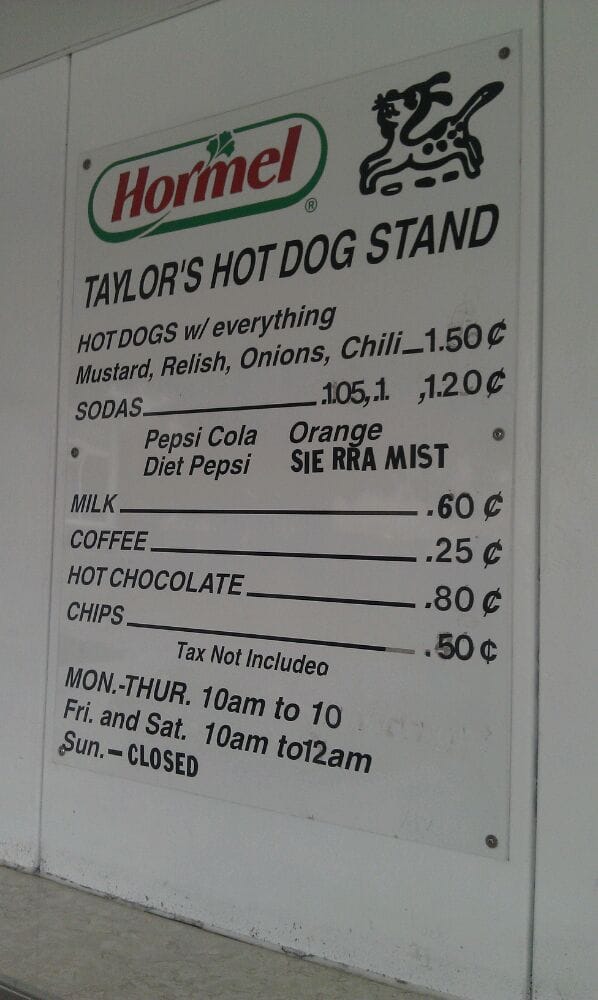 Hormel®
TAYLOR'S HOT DOG STAND
HOT DOGS w/ everything
Mustard, Relish, Onions, Chili 1.50 ¢
SODAS .105,.1. ,1.20 ¢
Pepsi Cola Orange
Diet Pepsi SIE RRA MIST
MILK .60 ¢
COFFEE .25 ¢
HOT CHOCOLATE .80 ¢
CHIPS .50 ¢
Tax Not Included
MON.-THUR. 10am to 10
Fri. and Sat. 10am to12am
Sun.—CLOSED